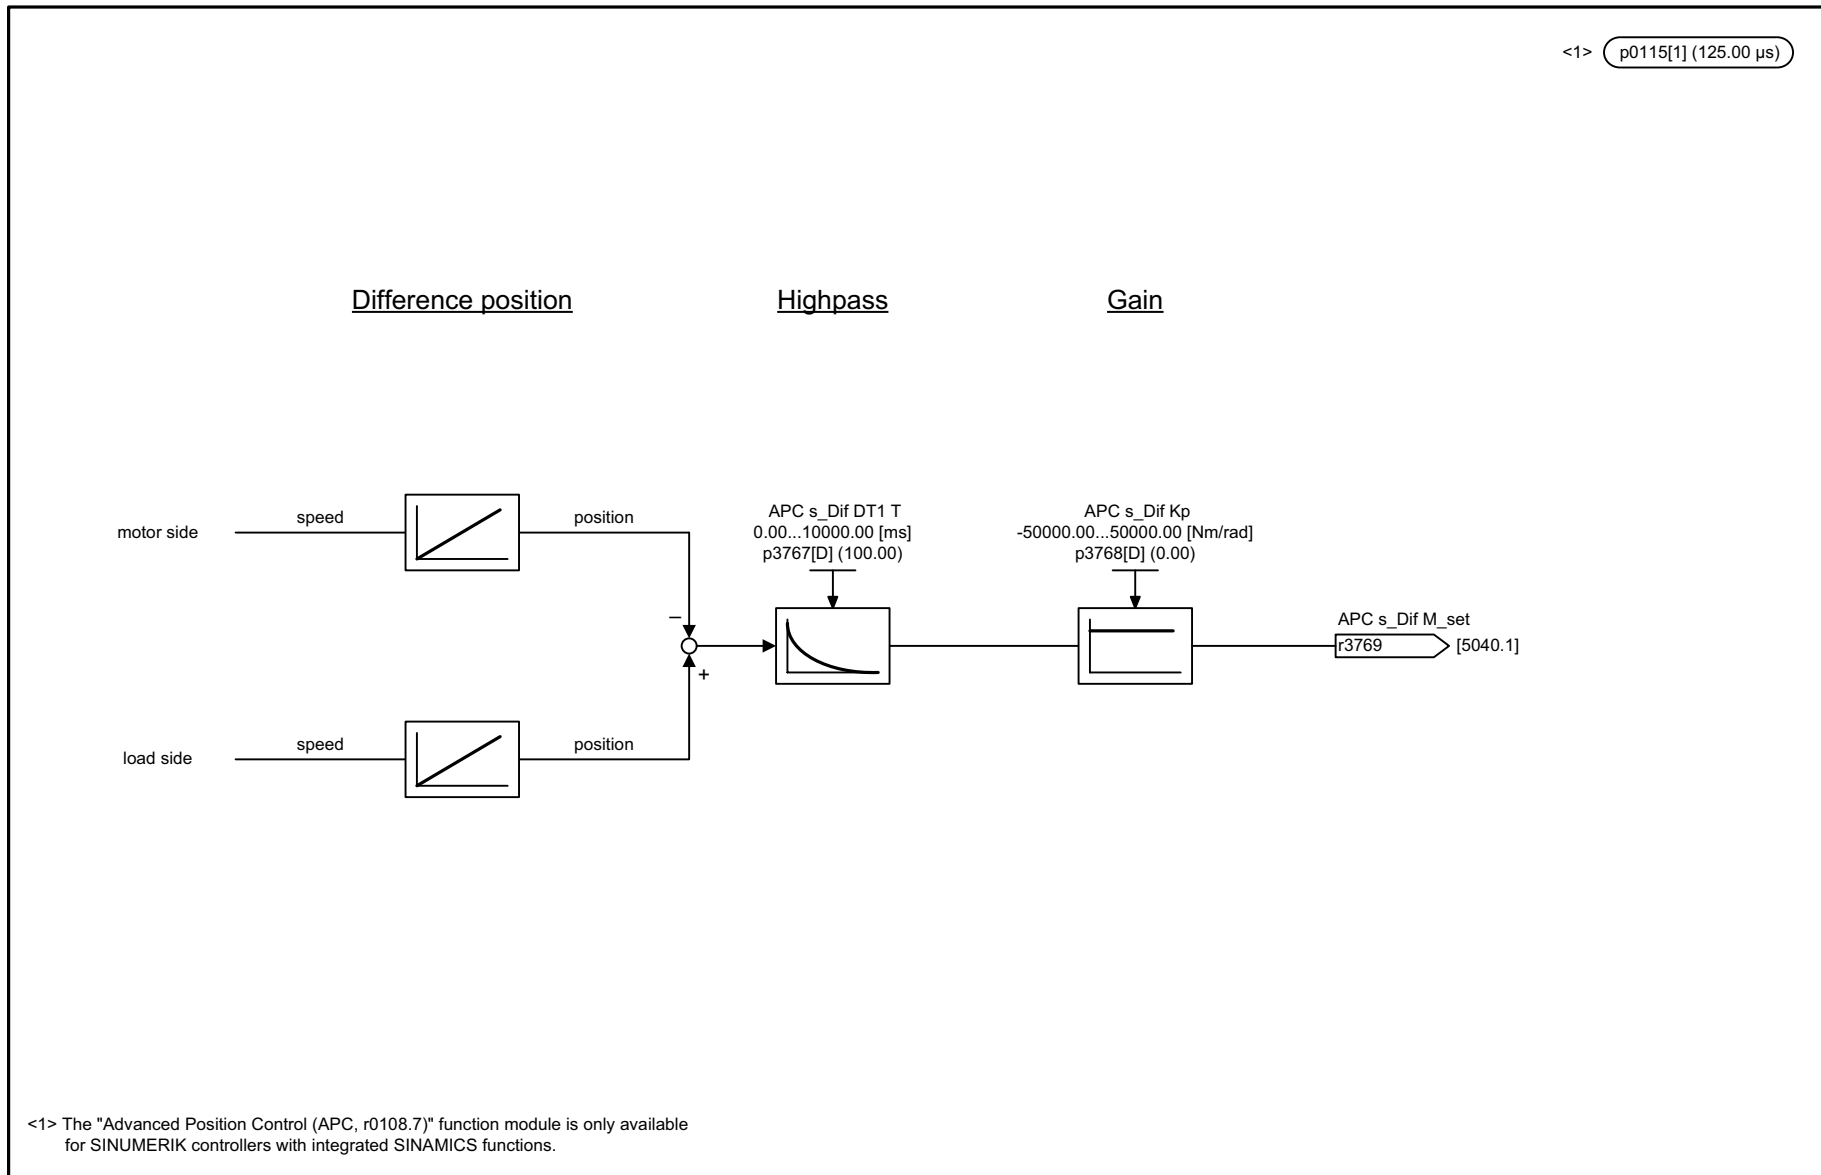 <1> p0115[1] (125.00 µs)
Difference position Highpass Gain
motor side
speed
position
APC s_Dif DT1 T
0.00...10000.00 [ms]
p3767[D] (100.00)
APC s_Dif Kp
-50000.00...50000.00 [Nm/rad]
p3768[D] (0.00)
–
+
APC s_Dif M_set
r3769 [5040.1]
load side
speed
position
<1> The "Advanced Position Control (APC, r0108.7)" function module is only available
for SINUMERIK controllers with integrated SINAMICS functions.